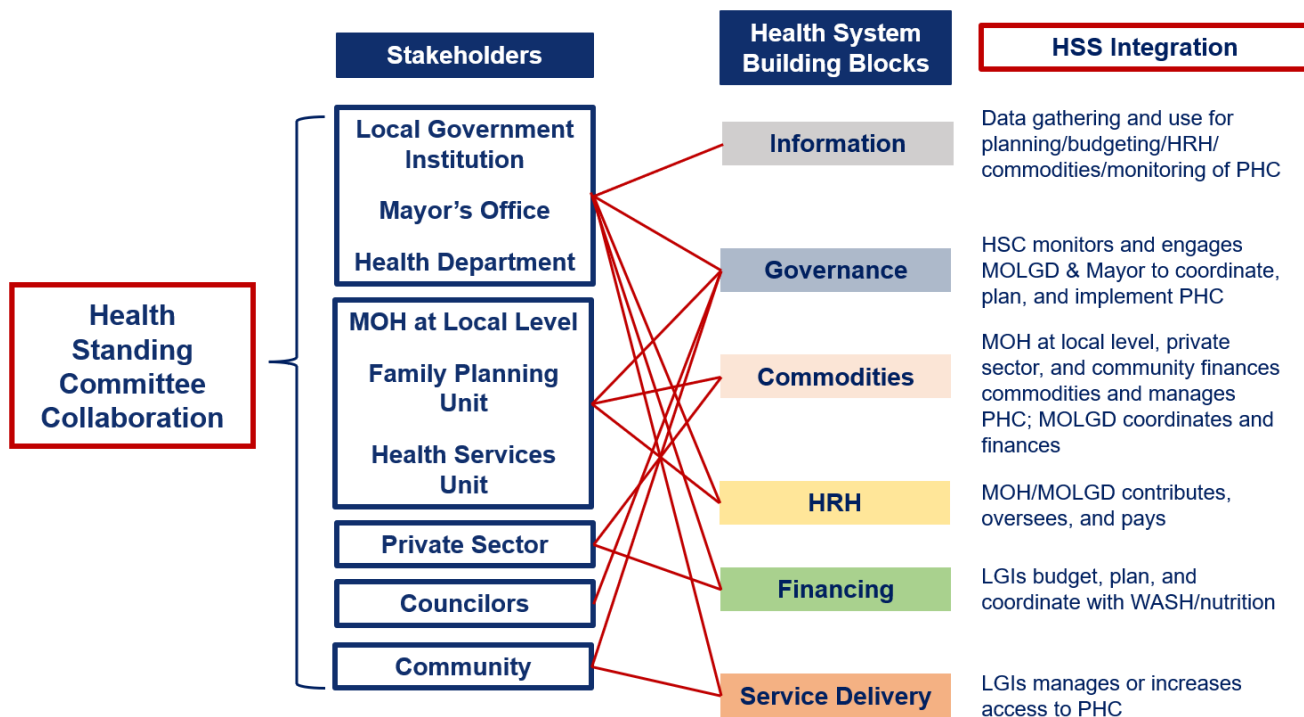 Stakeholders
Health System
Building Blocks
HSS Integration
Health
Standing
Committee
Collaboration
Local Government
Institution
Mayor’s Office
Health Department
MOH at Local Level
Family Planning
Unit
Health Services
Unit
Private Sector
Councilors
Community
Information
Governance
Commodities
HRH
Financing
Service Delivery
Data gathering and use for
planning/budgeting/HRH/
commodities/monitoring of PHC
HSC monitors and engages
MOLGD & Mayor to coordinate,
plan, and implement PHC
MOH at local level, private
sector, and community finances
commodities and manages
PHC; MOLGD coordinates and
finances
MOH/MOLGD contributes,
oversees, and pays
LGIs budget, plan, and
coordinate with WASH/nutrition
LGIs manages or increases
access to PHC